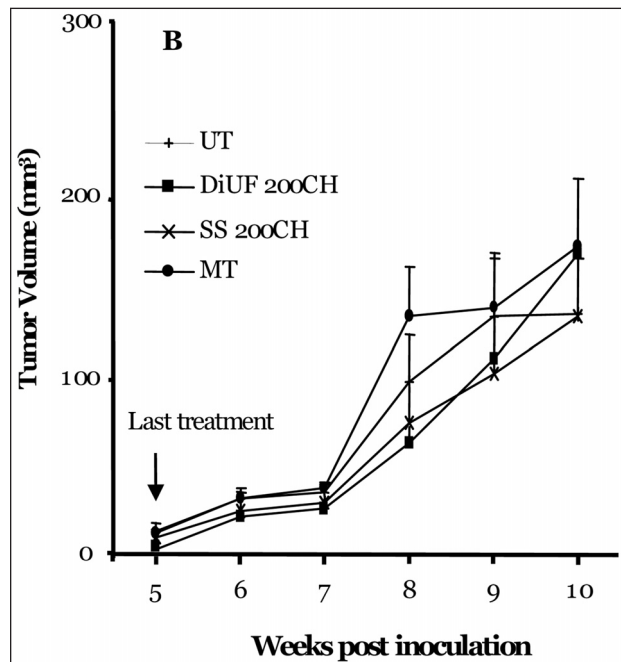 300
B
UT
DiUF 200CH
SS 200CH
MT
200
Tumor Volume (mm³)
100
Last treatment
0
5 6 7 8 9 10
Weeks post inoculation